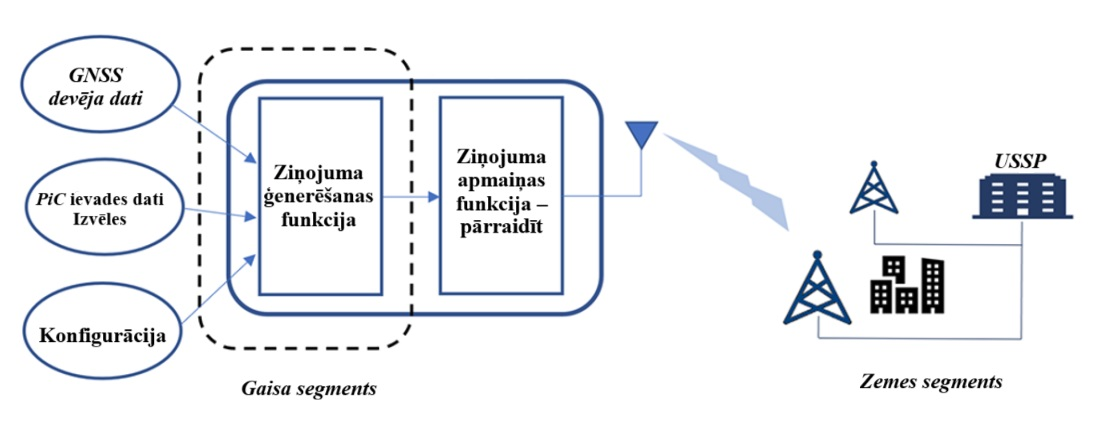 GNSS
devēja dati
PiC ievades dati
Izvēles
Konfigurācija
Ziņojuma
ģenerēšanas
funkcija
Ziņojuma
apmaiņas
funkcija –
pārraidīt
USSP
Gaisa segments
Zemes segments